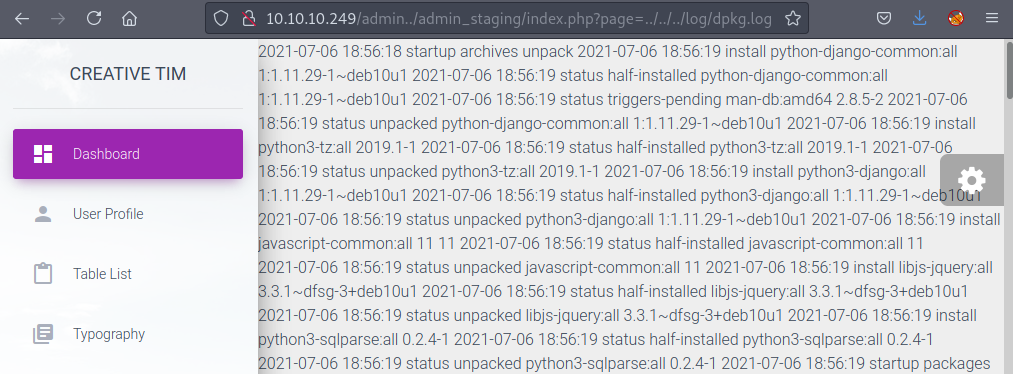 10.10.10.249/admin../admin_staging/index.php?page=../../../log/dpkg.log
CREATIVE TIM
Dashboard
User Profile
Table List
Typography
2021-07-06 18:56:18 startup archives unpack 2021-07-06 18:56:19 install python-django-common:all
1:1.11.29-1~deb10u1 2021-07-06 18:56:19 status half-installed python-django-common:all
1:1.11.29-1~deb10u1 2021-07-06 18:56:19 status triggers-pending man-db:amd64 2.8.5-2 2021-07-06
18:56:19 status unpacked python-django-common:all 1:1.11.29-1~deb10u1 2021-07-06 18:56:19 install
python3-tz:all 2019.1-1 2021-07-06 18:56:19 status half-installed python3-tz:all 2019.1-1 2021-07-06
18:56:19 status unpacked python3-tz:all 2019.1-1 2021-07-06 18:56:19 install python3-django:all
1:1.11.29-1~deb10u1 2021-07-06 18:56:19 status half-installed python3-django:all 1:1.11.29-1~deb10u1
2021-07-06 18:56:19 status unpacked python3-django:all 1:1.11.29-1~deb10u1 2021-07-06 18:56:19 install
javascript-common:all 11 11 2021-07-06 18:56:19 status half-installed javascript-common:all 11
2021-07-06 18:56:19 status unpacked javascript-common:all 11 2021-07-06 18:56:19 install libjs-jquery:all
3.3.1~dfsg-3+deb10u1 2021-07-06 18:56:19 status half-installed libjs-jquery:all 3.3.1~dfsg-3+deb10u1
2021-07-06 18:56:19 status unpacked libjs-jquery:all 3.3.1~dfsg-3+deb10u1 2021-07-06 18:56:19 install
python3-sqlparse:all 0.2.4-1 2021-07-06 18:56:19 status half-installed python3-sqlparse:all 0.2.4-1
2021-07-06 18:56:19 status unpacked python3-sqlparse:all 0.2.4-1 2021-07-06 18:56:19 startup packages